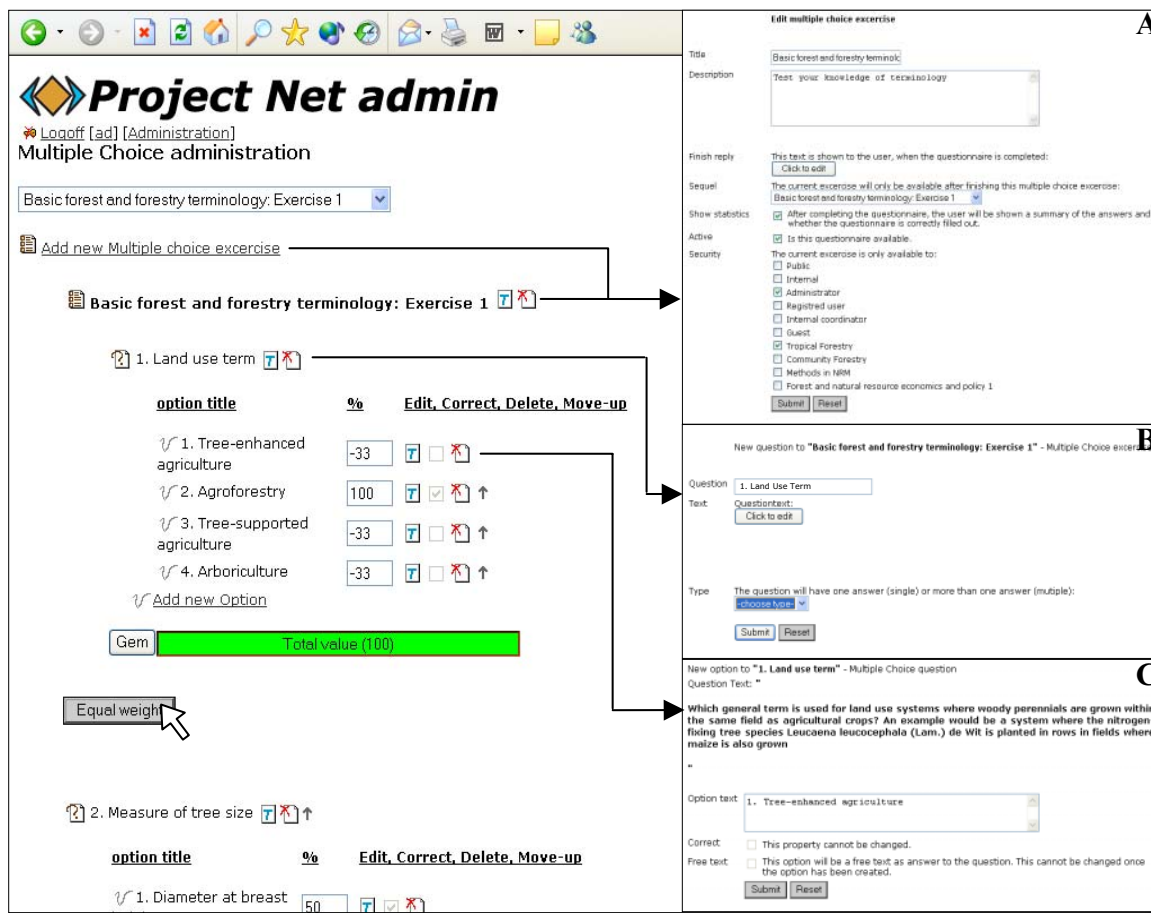 Project Net admin
Logoff [ad] [Administration]
Multiple Choice administration
Basic forest and forestry terminology: Exercise 1
Add new Multiple choice excercise
Basic forest and forestry terminology: Exercise 1
1. Land use term
option title % Edit, Correct, Delete, Move-up
1. Tree-enhanced
agriculture
-33
2. Agroforestry 100
3. Tree-supported
agriculture
-33
4. Arboriculture -33
Add new Option
Gem Total value (100)
Equal weight
2. Measure of tree size
option title % Edit, Correct, Delete, Move-up
1. Diameter at breast
50
A
Edit multiple choice excercise
Title Basic forest and forestry terminolo
Description Test your knowledge of terminology
Finish reply This text is shown to the user, when the questionnaire is completed:
Click to edit
Sequel The current excercise will only be available after finishing this multiple choice excercise:
Basic forest and forestry terminology: Exercise 1
Show statistics After completing the questionnaire, the user will be shown a summary of the answers and
whether the questionnaire is correctly filled out.
Active Is this questionnaire available.
Security The current excercise is only available to:
Public
Internal
Administrator
Registred user
Internal coordinator
Guest
Tropical Forestry
Community Forestry
Methods in NRM
Forest and natural resource economics and policy 1
Submit Reset
B
New question to "Basic forest and forestry terminology: Exercise 1" - Multiple Choice
Question 1. Land Use Term
Text Questiontext:
Click to edit
Type The question will have one answer (single) or more than one answer (mutiple):
-choose type-
Submit Reset
C
New option to "1. Land use term" - Multiple Choice question
Question Text: "
Which general term is used for land use systems where woody perennials are grown within
the same field as agricultural crops? An example would be a system where the nitrogen-
fixing tree species Leucaena leucocephala (Lam.) de Wit is planted in rows in fields where
maize is also grown
"
Option text 1. Tree-enhanced agriculture
Correct This property cannot be changed.
Free text This option will be a free text as answer to the question. This cannot be changed once
the option has been created.
Submit Reset